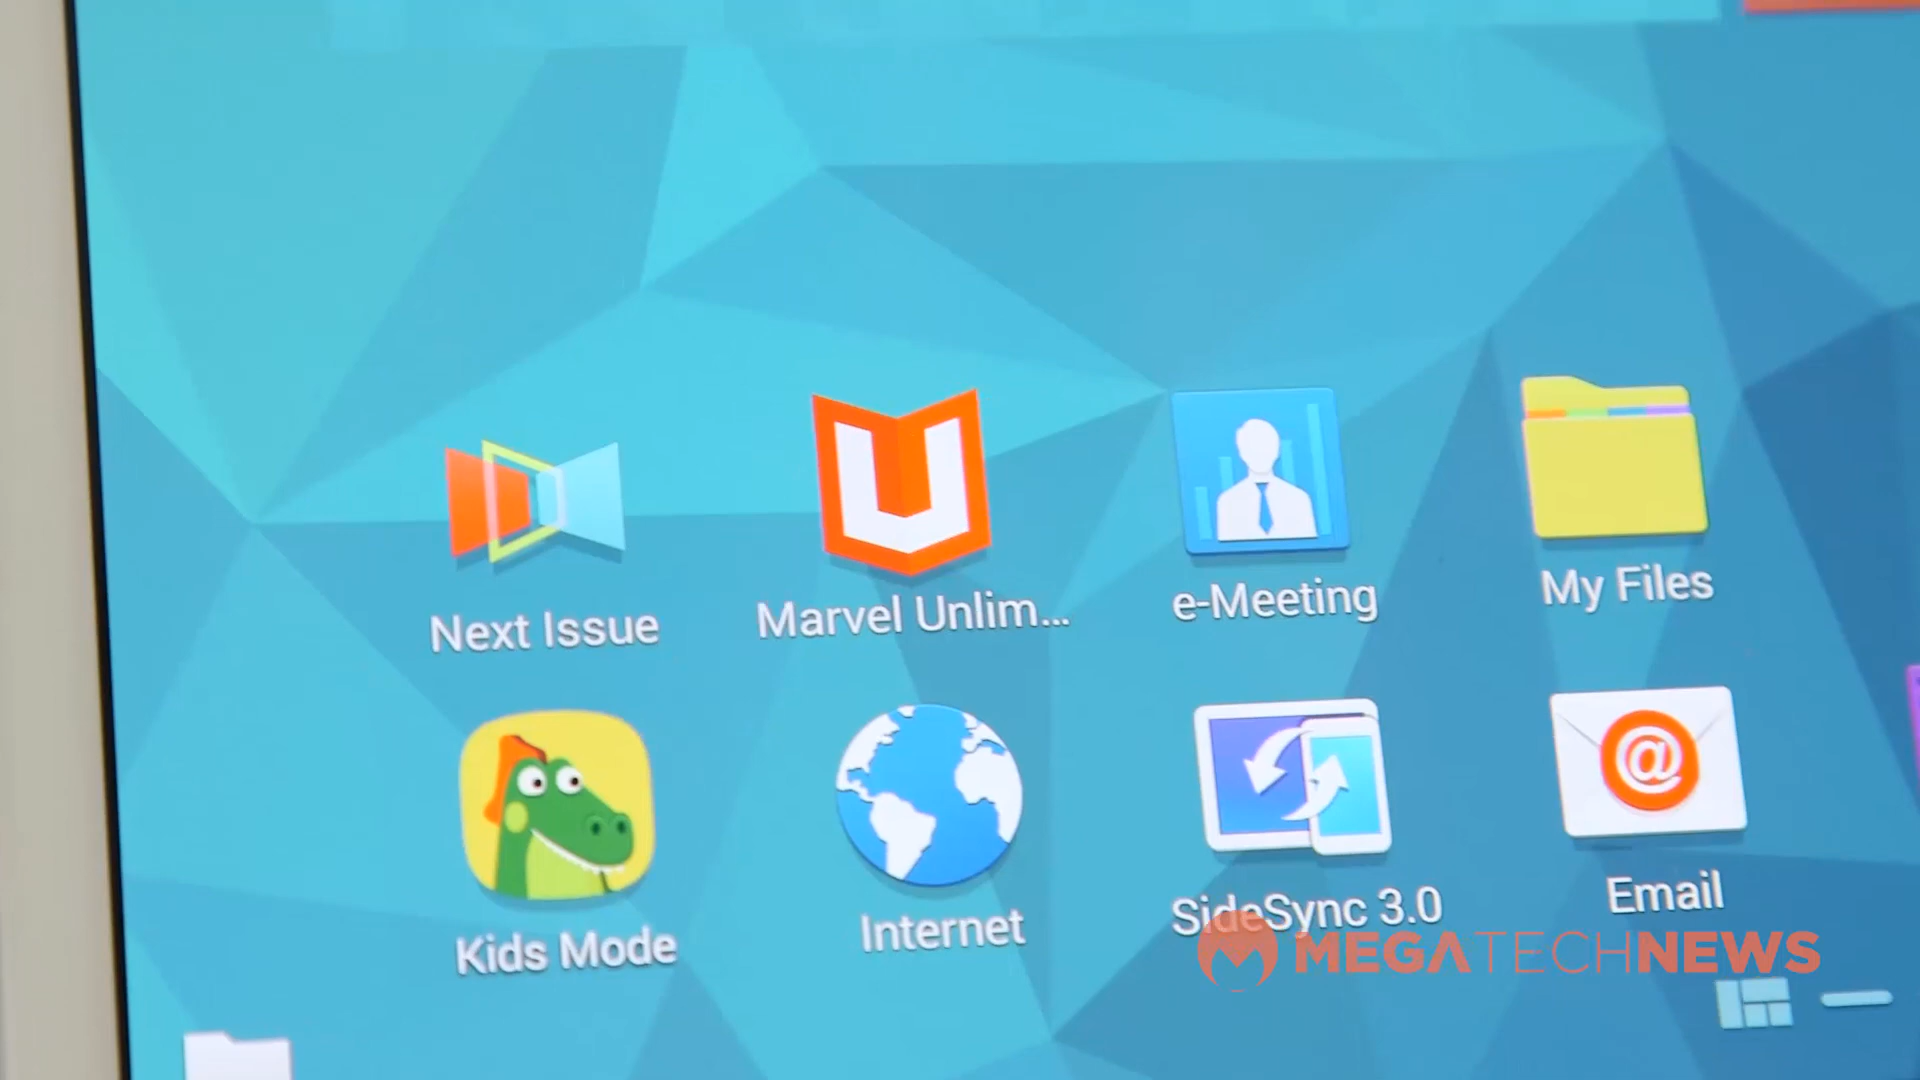 Next Issue
Marvel Unlim...
e-Meeting
My Files
@
Kids Mode
Internet
SideSync 3.0
Email
MEGATECHNEWS